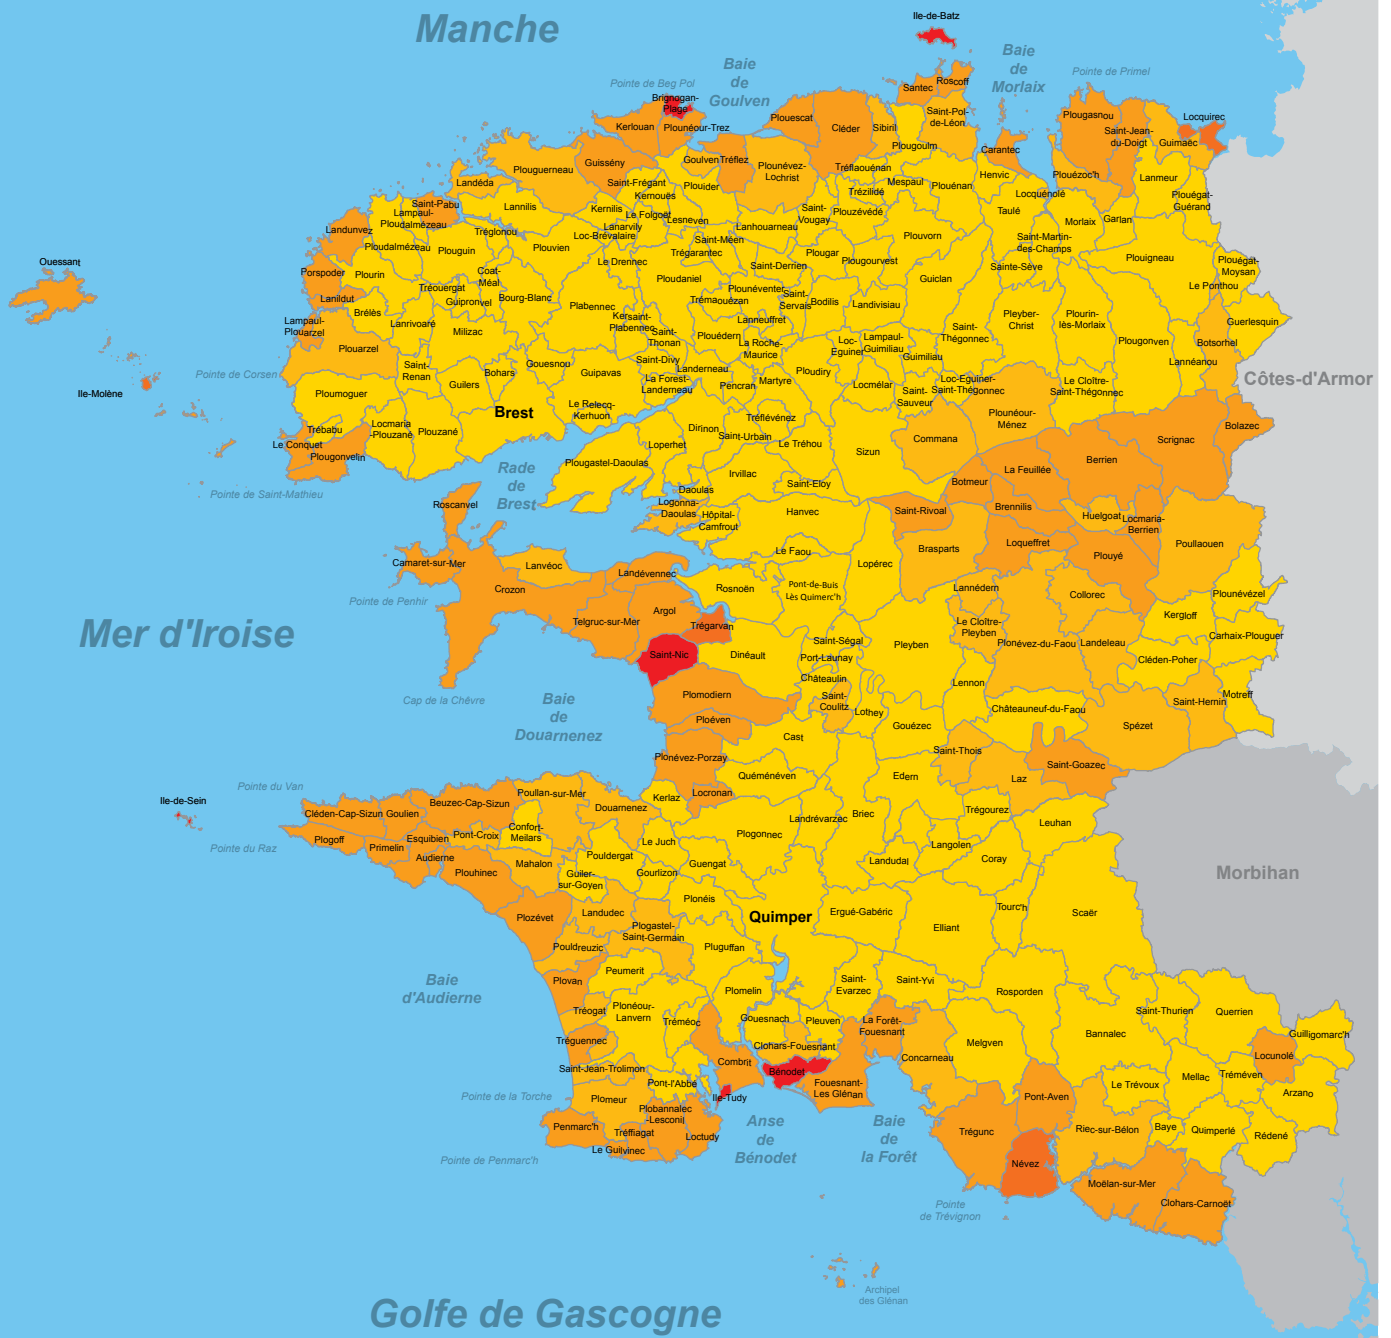 Manche
Ile-de-Batz
Baie
de
Morlaix
Pointe de Primel
Baie
de
Goulven
Pointe de Beg Pol
Brignogan-
Plage
Kerlouan
Plounéour-Trez
Plouescat
Cléder
Sibiril
Santec
Roscoff
Saint-Pol-
de-Léon
Plougoulm
Carantec
Plougasnou
Saint-Jean-
du-Doigt
Locquirec
Guimaëc
Lanmeur
Plouégat-
Guérand
Plouézoc'h
Guissény
Goulven
Tréflez
Plounévez-
Lochrist
Tréflaouénan
Mespaul
Plouénan
Henvic
Locquénolé
Taulé
Morlaix
Garlan
Plouguerneau
Landéda
Saint-Pabu
Lannilis
Saint-Frégant
Kernouës
Plouider
Trézilidé
Plouzévédé
Saint-
Vougay
Lampaul-
Ploudalmézeau
Landunvez
Tréglonou
Kernilis
Le Folgoët
Lanarvily
Lesneven
Loc-Brévalaire
Lanhouarneau
Plouvorn
Saint-Martin-
des-Champs
Ploudalmézeau
Plouguin
Plouvien
Saint-Méen
Trégarantec
Le Drennec
Saint-Derrien
Plougar
Plougourvest
Sainte-Sève
Plouigneau
Plouégat-
Moysan
Ouessant
Porspoder
Plourin
Coat-
Méal
Tréouergat
Guipronvel
Bourg-Blanc
Ploudaniel
Plounéventer
Trémaouézan
Saint-
Servais
Bodilis
Landivisiau
Guiclan
Le Ponthou
Guerlesquin
Lanildut
Brélès
Lanrivoaré
Milizac
Plabennec
Kersaint-
Plabennec
Saint-
Thonan
Lanneuffret
Plouédern
La Roche-
Maurice
Pleyber-
Christ
Plourin-
lès-Morlaix
Plougonven
Botsorhel
Lannéanou
Lampaul-
Plouarzel
Plouarzel
Saint-
Renan
Bohars
Gouesnou
Guipavas
Saint-Divy
Landerneau
La Forest-
Landerneau
Pencran
Martyre
Ploudiry
Loc-
Eguiner
Lampaul-
Guimiliau
Guimiliau
Saint-
Thégonnec
Pointe de Corsen
Ile-Molène
Ploumoguer
Guilers
Locmélar
Saint-
Sauveur
Loc-Eguiner-
Saint-Thégonnec
Le Cloître-
Saint-Thégonnec
Côtes-d'Armor
Brest
Le Relecq-
Kerhuon
Tréflévénez
Plounéour-
Ménez
Trébabu
Le Conquet
Plougonvelin
Locmaria
-Plouzané
Plouzané
Dirinon
Saint-Urbain
Le Tréhou
Loperhet
Sizun
Commana
Scrignac
Bolazec
Pointe de Saint-Mathieu
Rade
de
Brest
Plougastel-Daoulas
Irvillac
Saint-Eloy
Daoulas
Logonna-
Daoulas
Hôpital-
Camfrout
Hanvec
Botmeur
La Feuillée
Berrien
Roscanvel
Saint-Rivoal
Brennilis
Huelgoat
Locmaria-
Berrien
Poullaouen
Camaret-sur-Mer
Lanvéoc
Landévennec
Le Faou
Brasparts
Loqueffret
Plouyé
Lopérec
Crozon
Rosnoën
Pont-de-Buis
Lès Quimerc'h
Lannédern
Collorec
Plounévézel
Pointe de Penhir
Telgruc-sur-Mer
Argol
Trégarvan
Le Cloître-
Pleyben
Kergloff
Mer d'Iroise
Saint-Nic
Dinéault
Saint-Ségal
Port-Launay
Pleyben
Plonévez-du-Faou
Landeleau
Carhaix-Plouguer
Cléden-Poher
Châteaulin
Saint-
Coulitz
Lennon
Cap de la Chêvre
Baie
de
Douarnenez
Plomodiern
Ploéven
Lothey
Gouézec
Châteauneuf-du-Faou
Spézet
Saint-Hernin
Motreff
Cast
Saint-Thois
Plonévez-Porzay
Quéménéven
Edern
Laz
Saint-Goazec
Pointe du Van
Ile-de-Sein
Locronan
Kerlaz
Poullan-sur-Mer
Douarnenez
Beuzec-Cap-Sizun
Cléden-Cap-Sizun
Goulien
Landrévarzec
Briec
Trégourez
Leuhan
Plogoff
Pointe du Raz
Primelin
Esquibien
Pont-Croix
Confort-
Meilars
Le Juch
Plogonnec
Langolen
Audierne
Mahalon
Pouldergat
Guengat
Landudal
Coray
Morbihan
Plouhinec
Guiler-
sur-Goyen
Gourlizon
Plonéis
Quimper
Plozévet
Landudec
Plogastel-
Saint-Germain
Ergué-Gabéric
Elliant
Tourc'h
Scaër
Pouldreuzic
Pluguffan
Baie
d'Audierne
Plovan
Peumerit
Plomelin
Saint-
Evarzec
Saint-Yvi
Rosporden
Tréogat
Plonéour-
Lanvern
Tréméoc
Gouesnach
Pleuven
La Forêt-
Fouesnant
Saint-Thurien
Querrien
Guilligomarc'h
Tréguennec
Clohars-Fouesnant
Melgven
Bannalec
Locunolé
Saint-Jean-Trolimon
Combrit
Bénodet
Concarneau
Pont-l'Abbé
Ile-Tudy
Fouesnant-
Les Glénan
Le Trévoux
Mellac
Tréméven
Arzano
Pointe de la Torche
Plomeur
Plobannalec
-Lesconil
Pont-Aven
Penmarc'h
Tréffiagat
Loctudy
Anse
de
Bénodet
Baie
de
la Forêt
Trégunc
Riec-sur-Bélon
Baye
Quimperlé
Rédené
Le Guilvinec
Pointe de Penmarc'h
Névez
Moëlan-sur-Mer
Clohars-Carnoët
Pointe
de Trévignon
Archipel
des Glénan
Golfe de Gascogne